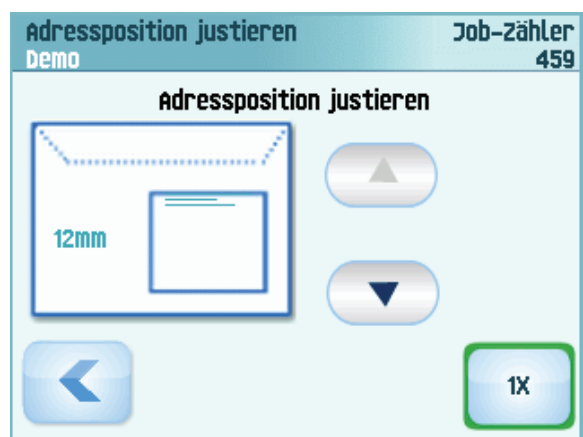 Adressposition justieren
Job-Zähler
Demo
459
Adressposition justieren
12mm
1X